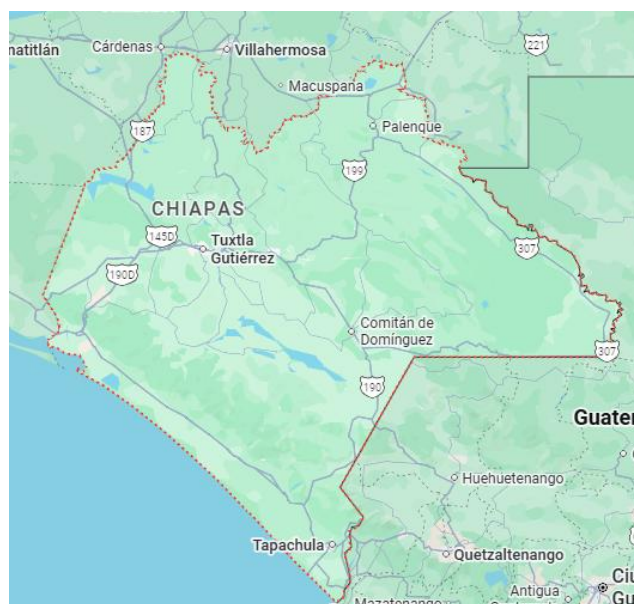 221
natitlán
Cárdenas
Villahermosa
Macuspana
187
Palenque
199
CHIAPAS
145D
Tuxtla
Gutiérrez
307
190D
Comitán de
Domínguez
307
190
Guater
Huehuetenango
Tapachula
Quetzaltenango
Ciu
Gu
Antigua
Mazatenango